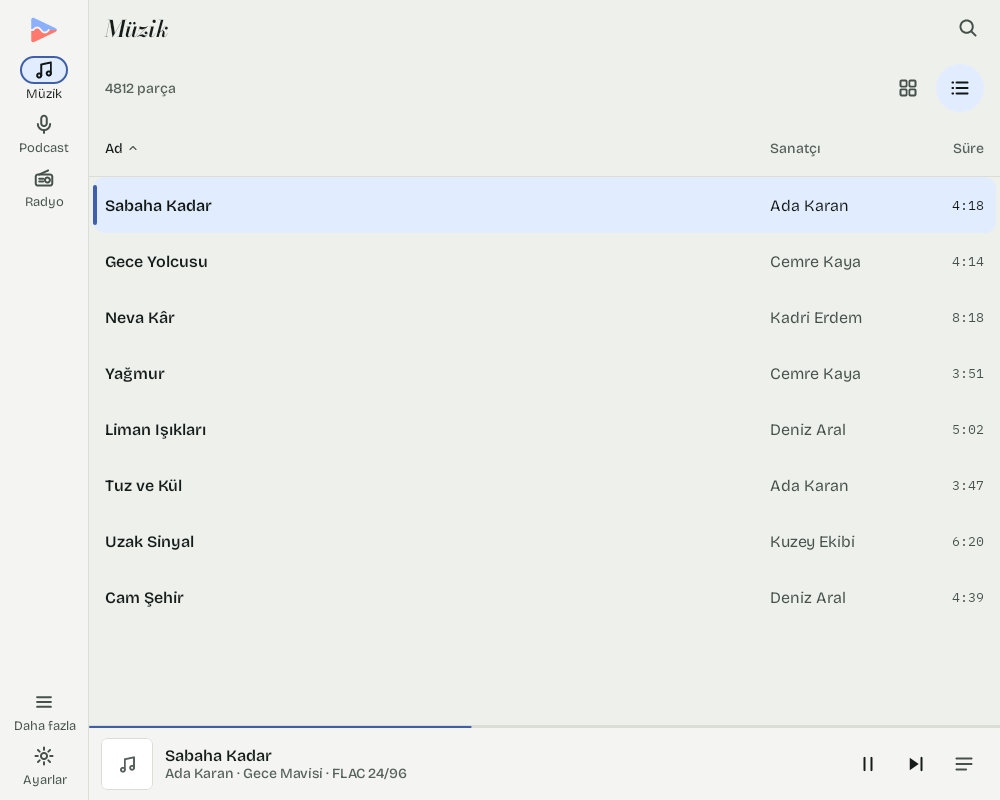 Müzik
Müzik
Podcast
Radyo
4812 parça
Ad Sanatçı Süre
Sabaha Kadar Ada Karan 4:18
Gece Yolcusu Cemre Kaya 4:14
Neva Kâr Kadri Erdem 8:18
Yağmur Cemre Kaya 3:51
Liman Işıkları Deniz Aral 5:02
Tuz ve Kül Ada Karan 3:47
Uzak Sinyal Kuzey Ekibi 6:20
Cam Şehir Deniz Aral 4:39
Daha fazla
Ayarlar
Sabaha Kadar
Ada Karan · Gece Mavisi · FLAC 24/96